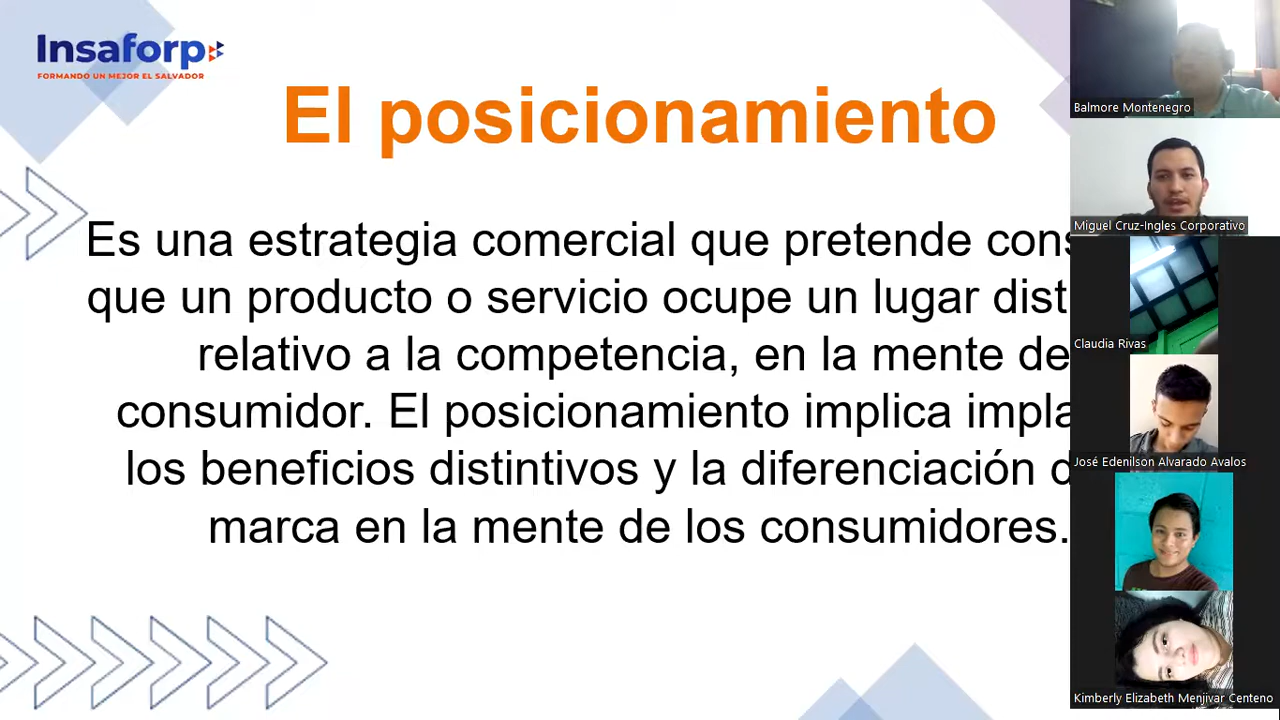 Insaforp
FORMANDO UN MEJOR EL SALVADOR
El posicionamiento
Es una estrategia comercial que pretende
que un producto o servicio ocupe un lugar
relativo a la competencia, en la mente de
consumidor. El posicionamiento implica
los beneficios distintivos y la diferenciación
marca en la mente de los consumidores.
Balmore Montenegro
Miguel Cruz-Ingles Corporativo
Claudia Rivas
José Edenilson Alvarado Avalos
Kimberly Elizabeth Menjivar Centeno